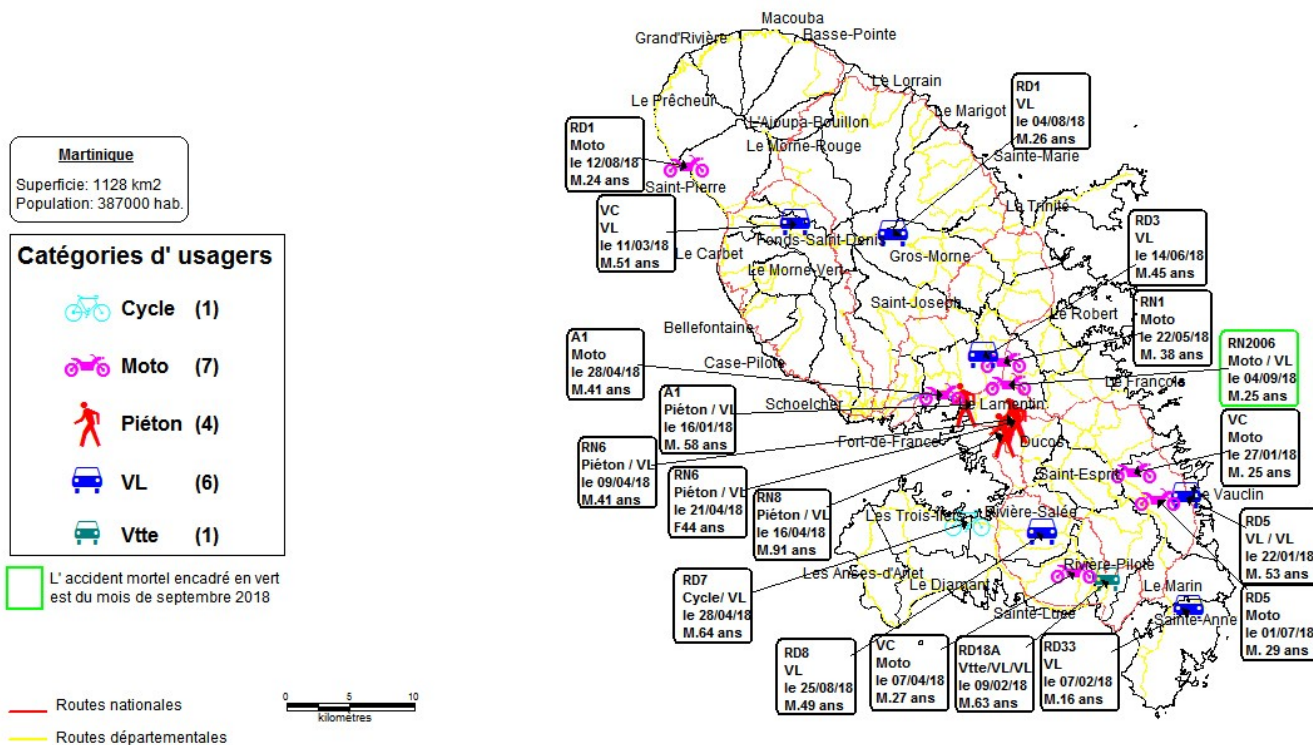 Martinique
Superficie: 1128 km2
Population: 387000 hab.
Catégories d' usagers
Cycle (1)
Moto (7)
Piéton (4)
VL (6)
Vtte (1)
L' accident mortel encadré en vert
est du mois de septembre 2018
Routes nationales
Routes départementales
0 5 10
kilomètres
Macouba
Grand'Rivière
Basse-Pointe
Le Lorrain
Le Prêcheur
Le Marigot
L'Ajoupa-Bouillon
Le Morne-Rouge
Sainte-Marie
Saint-Pierre
La Trinité
Fonds-Saint-Denis
Le Carbet
Gros-Morne
Le Morne-Vert
Saint-Joseph
Le Robert
Bellefontaine
Case-Pilote
Le François
Schoelcher
Le Lamentin
Fort-de-France
Ducos
Saint-Esprit
Le Vauclin
Les Trois-Ilets
Rivière-Salée
Les Anses-d'Arlet
Le Diamant
Rivière-Pilote
Le Marin
Sainte-Luce
Sainte-Anne
RD1
Moto
le 12/08/18
M.24 ans
VC
VL
le 11/03/18
M.51 ans
RD1
VL
le 04/08/18
M.26 ans
RD3
VL
le 14/06/18
M.45 ans
RN1
Moto
le 22/05/18
M. 38 ans
RN2006
Moto / VL
le 04/09/18
M.25 ans
A1
Moto
le 28/04/18
M.41 ans
A1
Piéton / VL
le 16/01/18
M. 58 ans
RN6
Piéton / VL
le 09/04/18
M.41 ans
RN6
Piéton / VL
le 21/04/18
F44 ans
RN8
Piéton / VL
le 16/04/18
M.91 ans
VC
Moto
le 27/01/18
M. 25 ans
RD5
VL / VL
le 22/01/18
M. 53 ans
RD5
Moto
le 01/07/18
M. 29 ans
RD7
Cycle/ VL
le 28/04/18
M.64 ans
RD8
VL
le 25/08/18
M.49 ans
VC
Moto
le 07/04/18
M.27 ans
RD18A
Vtte/VL/VL
le 09/02/18
M.63 ans
RD33
VL
le 07/02/18
M.16 ans